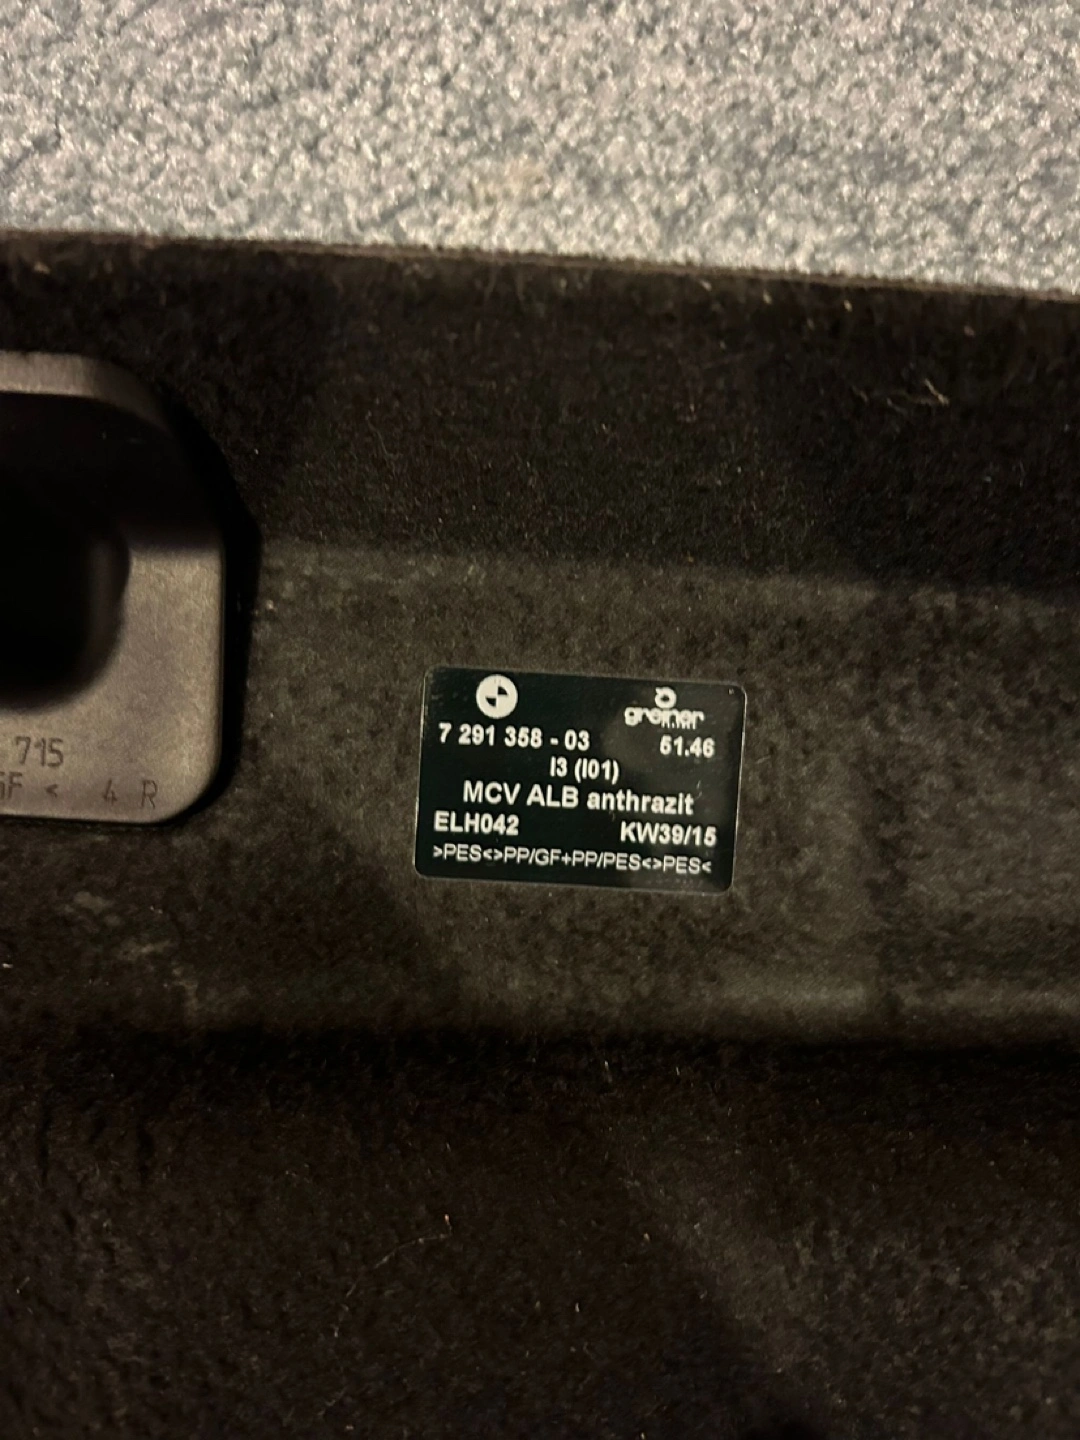 greiner
7 291 358 - 03 51.46
I3 (I01)
MCV ALB anthrazit
ELH042 KW39/15
>PES<>PP/GF+PP/PES<>PES<
715
< 4 R